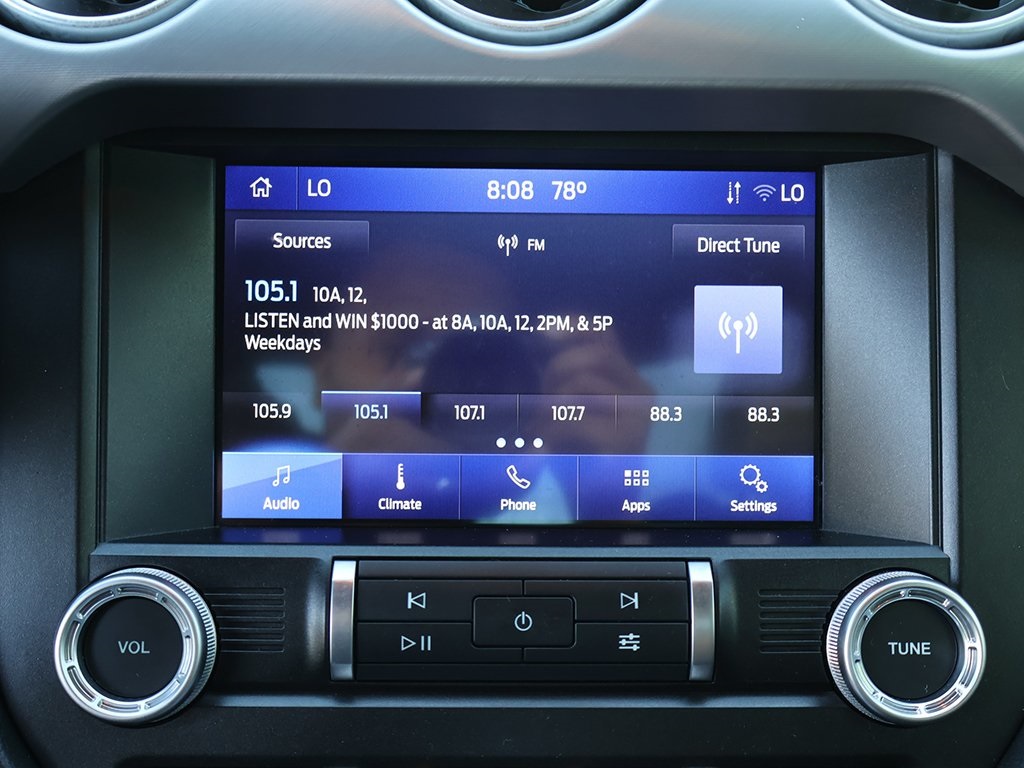 LO 8:08 78º LO
Sources FM Direct Tune
105.1 10A, 12,
LISTEN and WIN $1000 - at 8A, 10A, 12, 2PM, & 5P
Weekdays
105.9 105.1 107.1 107.7 88.3 88.3
Audio Climate Phone Apps Settings
VOL TUNE